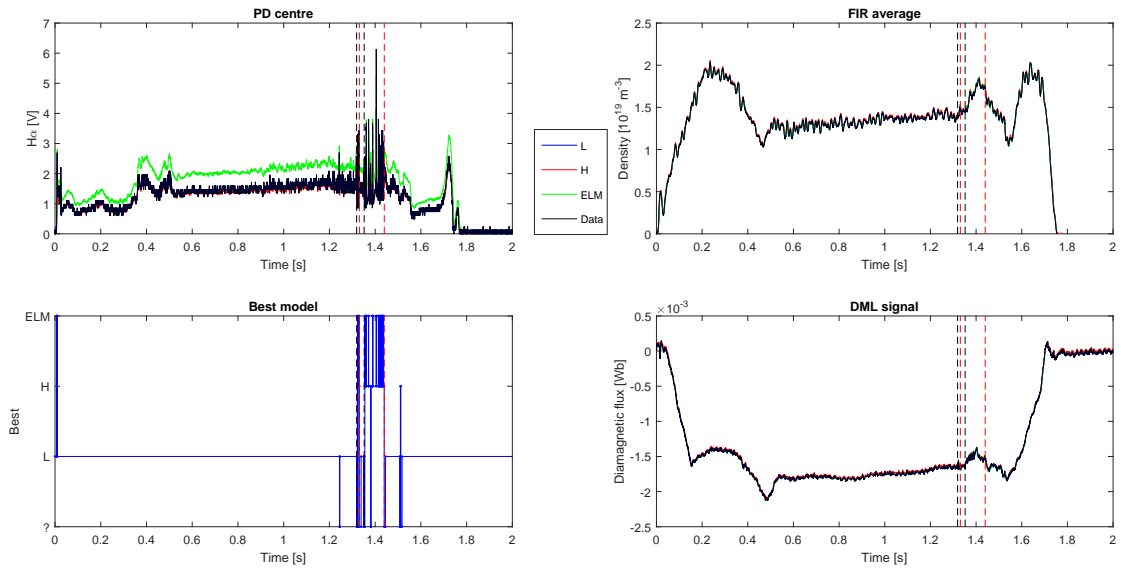 PD centre
7
6
5
4
3
2
1
0
Hα [V]
0 0.2 0.4 0.6 0.8 1 1.2 1.4 1.6 1.8 2
Time [s]
L
H
ELM
Data
FIR average
2.5
2
1.5
1
0.5
0
Density [10^19 m^-3]
0 0.2 0.4 0.6 0.8 1 1.2 1.4 1.6 1.8 2
Time [s]
Best model
ELM
H
L
?
Best
0 0.2 0.4 0.6 0.8 1 1.2 1.4 1.6 1.8 2
Time [s]
DML signal
×10^-3
0.5
0
-0.5
-1
-1.5
-2
-2.5
Diamagnetic flux [Wb]
0 0.2 0.4 0.6 0.8 1 1.2 1.4 1.6 1.8 2
Time [s]